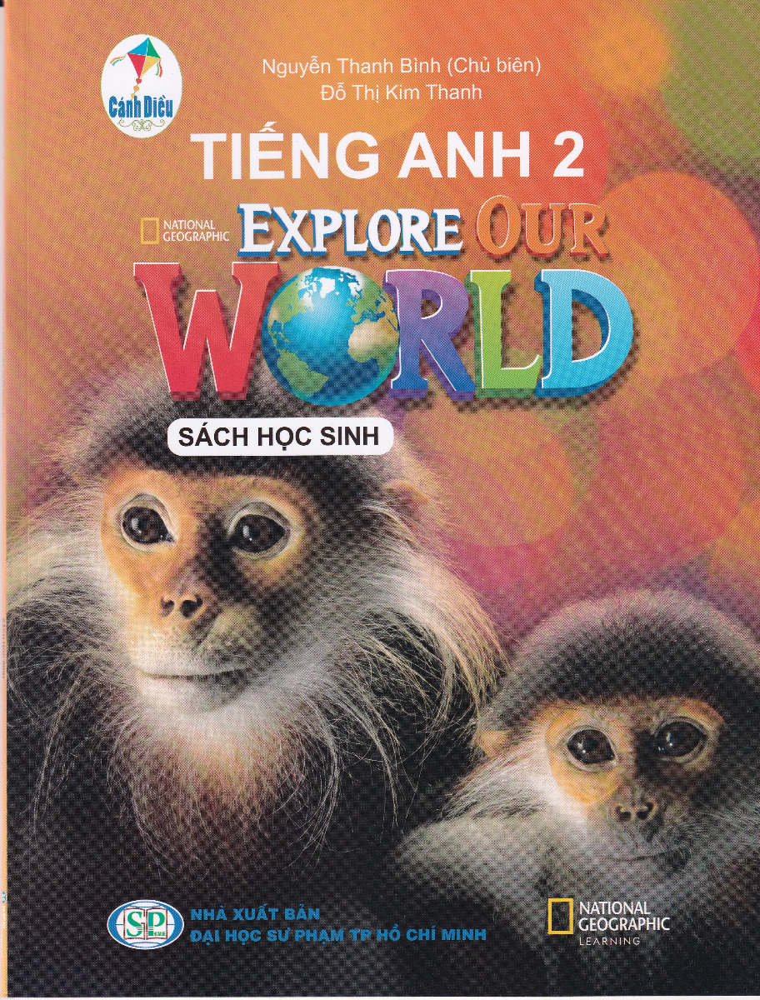 Cánh Diều
Nguyễn Thanh Bình (Chủ biên)
Đỗ Thị Kim Thanh
TIẾNG ANH 2
NATIONAL
GEOGRAPHIC
EXPLORE OUR
WORLD
SÁCH HỌC SINH
SP
HCMUE
NHÀ XUẤT BẢN
ĐẠI HỌC SƯ PHẠM TP HỒ CHÍ MINH
NATIONAL
GEOGRAPHIC
LEARNING